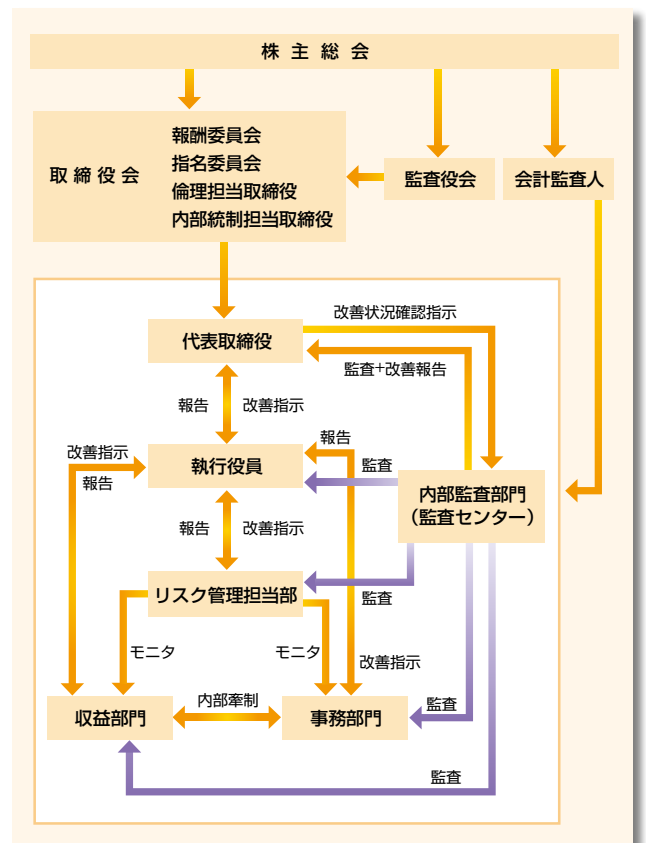 株主総会
取締役会
報酬委員会
指名委員会
倫理担当取締役
内部統制担当取締役
監査役会
会計監査人
代表取締役
改善状況確認指示
監査+改善報告
報告
改善指示
執行役員
報告
監査
改善指示
報告
内部監査部門
(監査センター)
報告
改善指示
リスク管理担当部
監査
モニタ
モニタ
改善指示
収益部門
内部牽制
事務部門
監査
監査